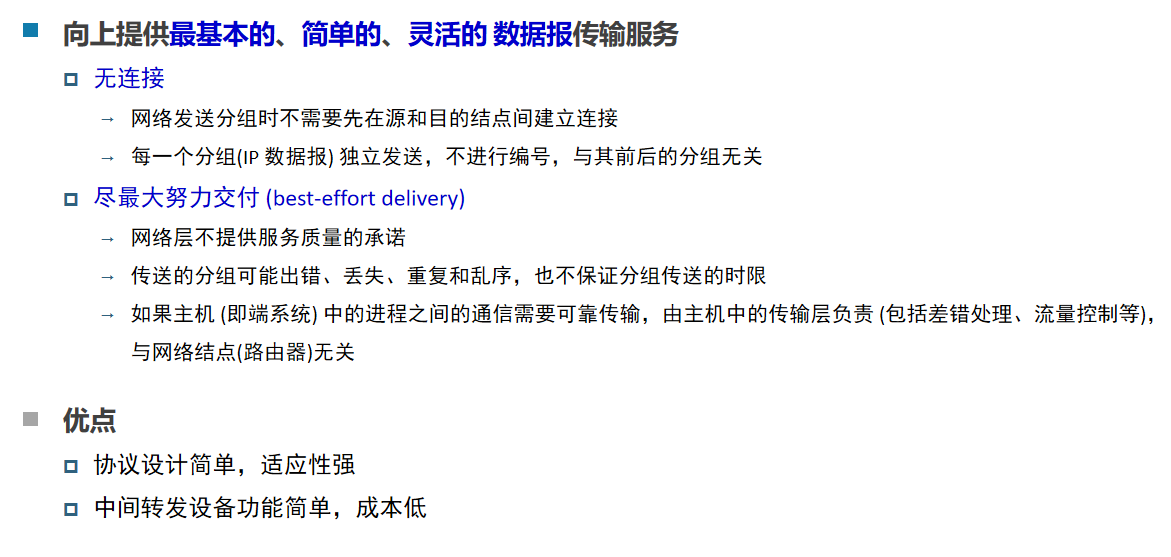 向上提供最基本的、简单的、灵活的 数据报传输服务
无连接
→ 网络发送分组时不需要先在源和目的结点间建立连接
→ 每一个分组(IP 数据报) 独立发送，不进行编号，与其前后的分组无关
尽最大努力交付 (best-effort delivery)
→ 网络层不提供服务质量的承诺
→ 传送的分组可能出错、丢失、重复和乱序，也不保证分组传送的时限
→ 如果主机 (即端系统) 中的进程之间的通信需要可靠传输，由主机中的传输层负责 (包括差错处理、流量控制等)，
与网络结点(路由器)无关
优点
协议设计简单，适应性强
中间转发设备功能简单，成本低